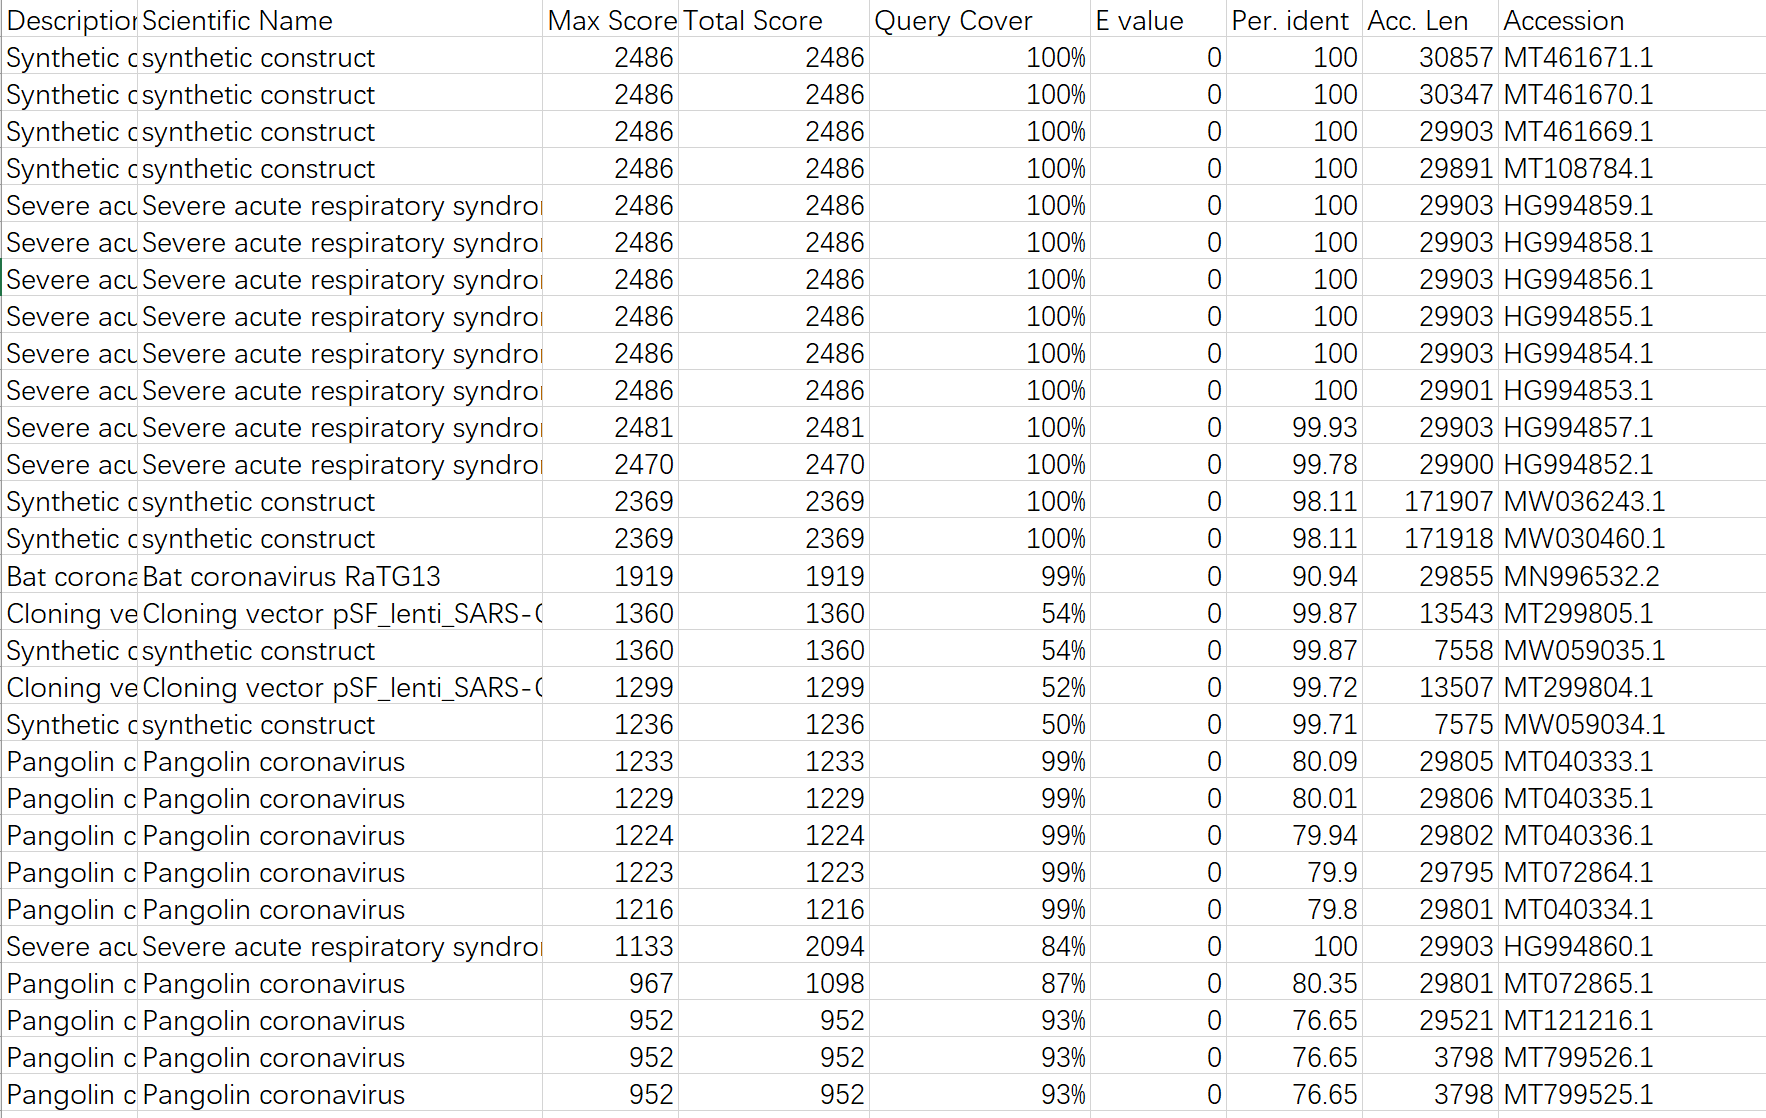 Description Scientific Name Max Score Total Score Query Cover E value Per. ident Acc. Len Accession
Synthetic c synthetic construct 2486 2486 100% 0 100 30857 MT461671.1
Synthetic c synthetic construct 2486 2486 100% 0 100 30347 MT461670.1
Synthetic c synthetic construct 2486 2486 100% 0 100 29903 MT461669.1
Synthetic c synthetic construct 2486 2486 100% 0 100 29891 MT108784.1
Severe acu Severe acute respiratory syndro 2486 2486 100% 0 100 29903 HG994859.1
Severe acu Severe acute respiratory syndro 2486 2486 100% 0 100 29903 HG994858.1
Severe acu Severe acute respiratory syndro 2486 2486 100% 0 100 29903 HG994856.1
Severe acu Severe acute respiratory syndro 2486 2486 100% 0 100 29903 HG994855.1
Severe acu Severe acute respiratory syndro 2486 2486 100% 0 100 29903 HG994854.1
Severe acu Severe acute respiratory syndro 2486 2486 100% 0 100 29901 HG994853.1
Severe acu Severe acute respiratory syndro 2481 2481 100% 0 99.93 29903 HG994857.1
Severe acu Severe acute respiratory syndro 2470 2470 100% 0 99.78 29900 HG994852.1
Synthetic c synthetic construct 2369 2369 100% 0 98.11 171907 MW036243.1
Synthetic c synthetic construct 2369 2369 100% 0 98.11 171918 MW030460.1
Bat corona Bat coronavirus RaTG13 1919 1919 99% 0 90.94 29855 MN996532.2
Cloning ve Cloning vector pSF_lenti_SARS-C 1360 1360 54% 0 99.87 13543 MT299805.1
Synthetic c synthetic construct 1360 1360 54% 0 99.87 7558 MW059035.1
Cloning ve Cloning vector pSF_lenti_SARS-C 1299 1299 52% 0 99.72 13507 MT299804.1
Synthetic c synthetic construct 1236 1236 50% 0 99.71 7575 MW059034.1
Pangolin c Pangolin coronavirus 1233 1233 99% 0 80.09 29805 MT040333.1
Pangolin c Pangolin coronavirus 1229 1229 99% 0 80.01 29806 MT040335.1
Pangolin c Pangolin coronavirus 1224 1224 99% 0 79.94 29802 MT040336.1
Pangolin c Pangolin coronavirus 1223 1223 99% 0 79.9 29795 MT072864.1
Pangolin c Pangolin coronavirus 1216 1216 99% 0 79.8 29801 MT040334.1
Severe acu Severe acute respiratory syndro 1133 2094 84% 0 100 29903 HG994860.1
Pangolin c Pangolin coronavirus 967 1098 87% 0 80.35 29801 MT072865.1
Pangolin c Pangolin coronavirus 952 952 93% 0 76.65 29521 MT121216.1
Pangolin c Pangolin coronavirus 952 952 93% 0 76.65 3798 MT799526.1
Pangolin c Pangolin coronavirus 952 952 93% 0 76.65 3798 MT799525.1